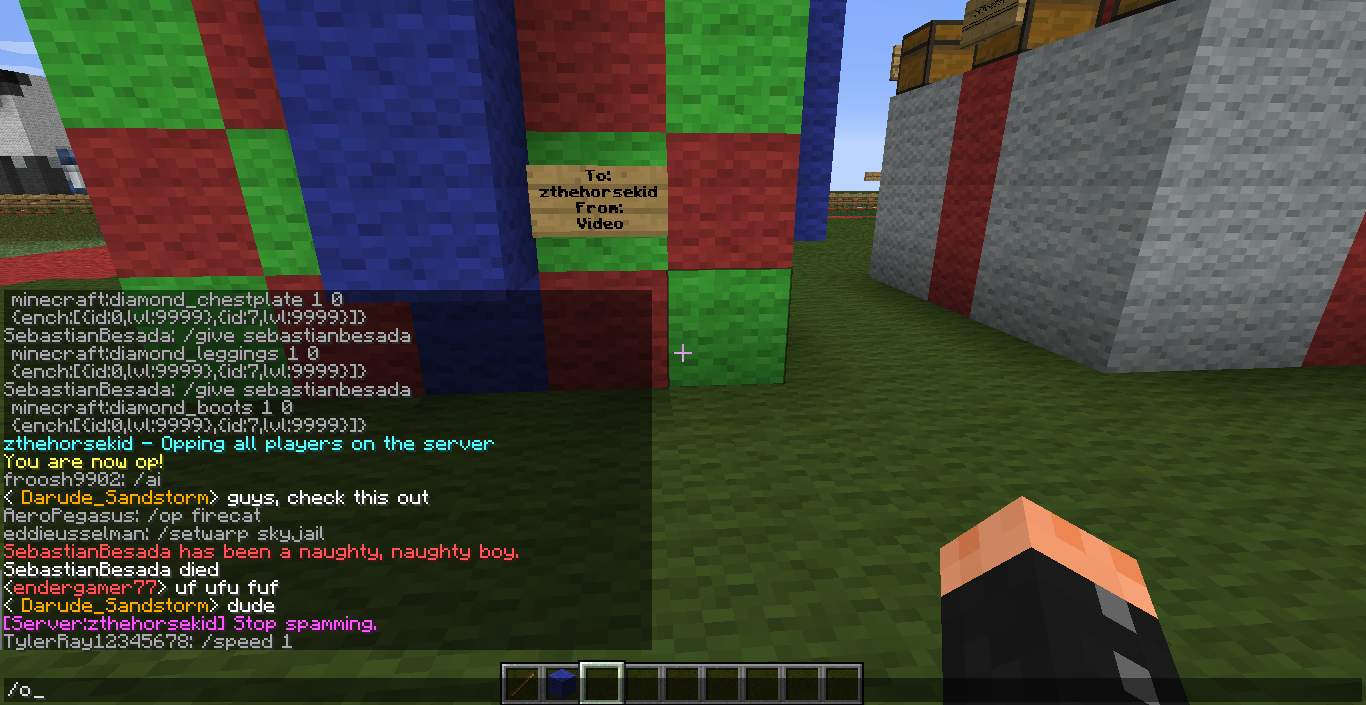 To:
zthehorsekid
From:
Video
minecraft:diamond_chestplate 1 0
{ench:[{id:0,lvl:9999},{id:7,lvl:9999}]}
SebastianBesada: /give sebastianbesada
minecraft:diamond_leggings 1 0
{ench:[{id:0,lvl:9999},{id:7,lvl:9999}]}
SebastianBesada: /give sebastianbesada
minecraft:diamond_boots 1 0
{ench:[{id:0,lvl:9999},{id:7,lvl:9999}]}
zthehorsekid - Opping all players on the server
You are now op!
froosh9902: /ai
< Darude_Sandstorm> guys, check this out
AeroPegasus: /op firecat
eddieusselman: /setwarp skyjail
SebastianBesada has been a naughty, naughty boy.
SebastianBesada died
<endergamer77> uf ufu fuf
< Darude_Sandstorm> dude
[Server:zthehorsekid] Stop spamming.
TylerRay12345678: /speed 1
/o_